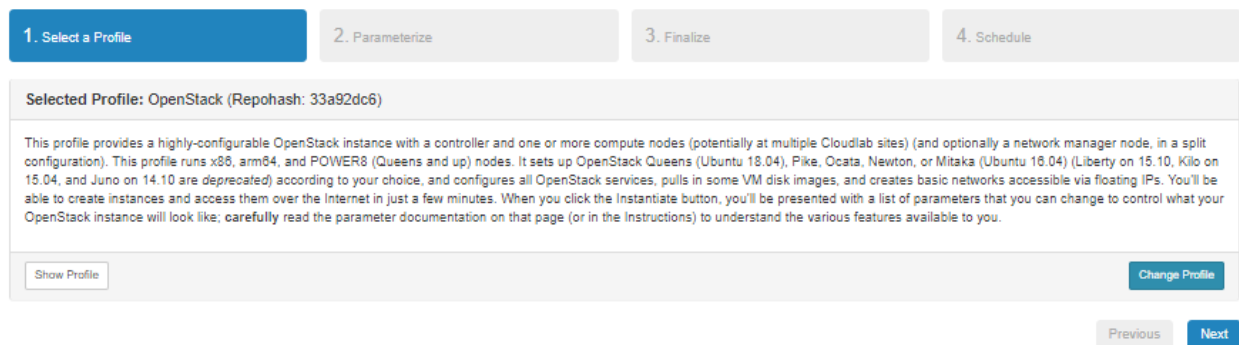 1. Select a Profile
2. Parameterize
3. Finalize
4. Schedule
Selected Profile: OpenStack (Repohash: 33a92dc6)
This profile provides a highly-configurable OpenStack instance with a controller and one or more compute nodes (potentially at multiple Cloudlab sites) (and optionally a network manager node, in a split
configuration). This profile runs x86, arm64, and POWER8 (Queens and up) nodes. It sets up OpenStack Queens (Ubuntu 18.04), Pike, Ocata, Newton, or Mitaka (Ubuntu 16.04) (Liberty on 15.10, Kilo on
15.04, and Juno on 14.10 are deprecated) according to your choice, and configures all OpenStack services, pulls in some VM disk images, and creates basic networks accessible via floating IPs. You'll be
able to create instances and access them over the Internet in just a few minutes. When you click the Instantiate button, you'll be presented with a list of parameters that you can change to control what your
OpenStack instance will look like; carefully read the parameter documentation on that page (or in the Instructions) to understand the various features available to you.
Show Profile
Change Profile
Previous
Next